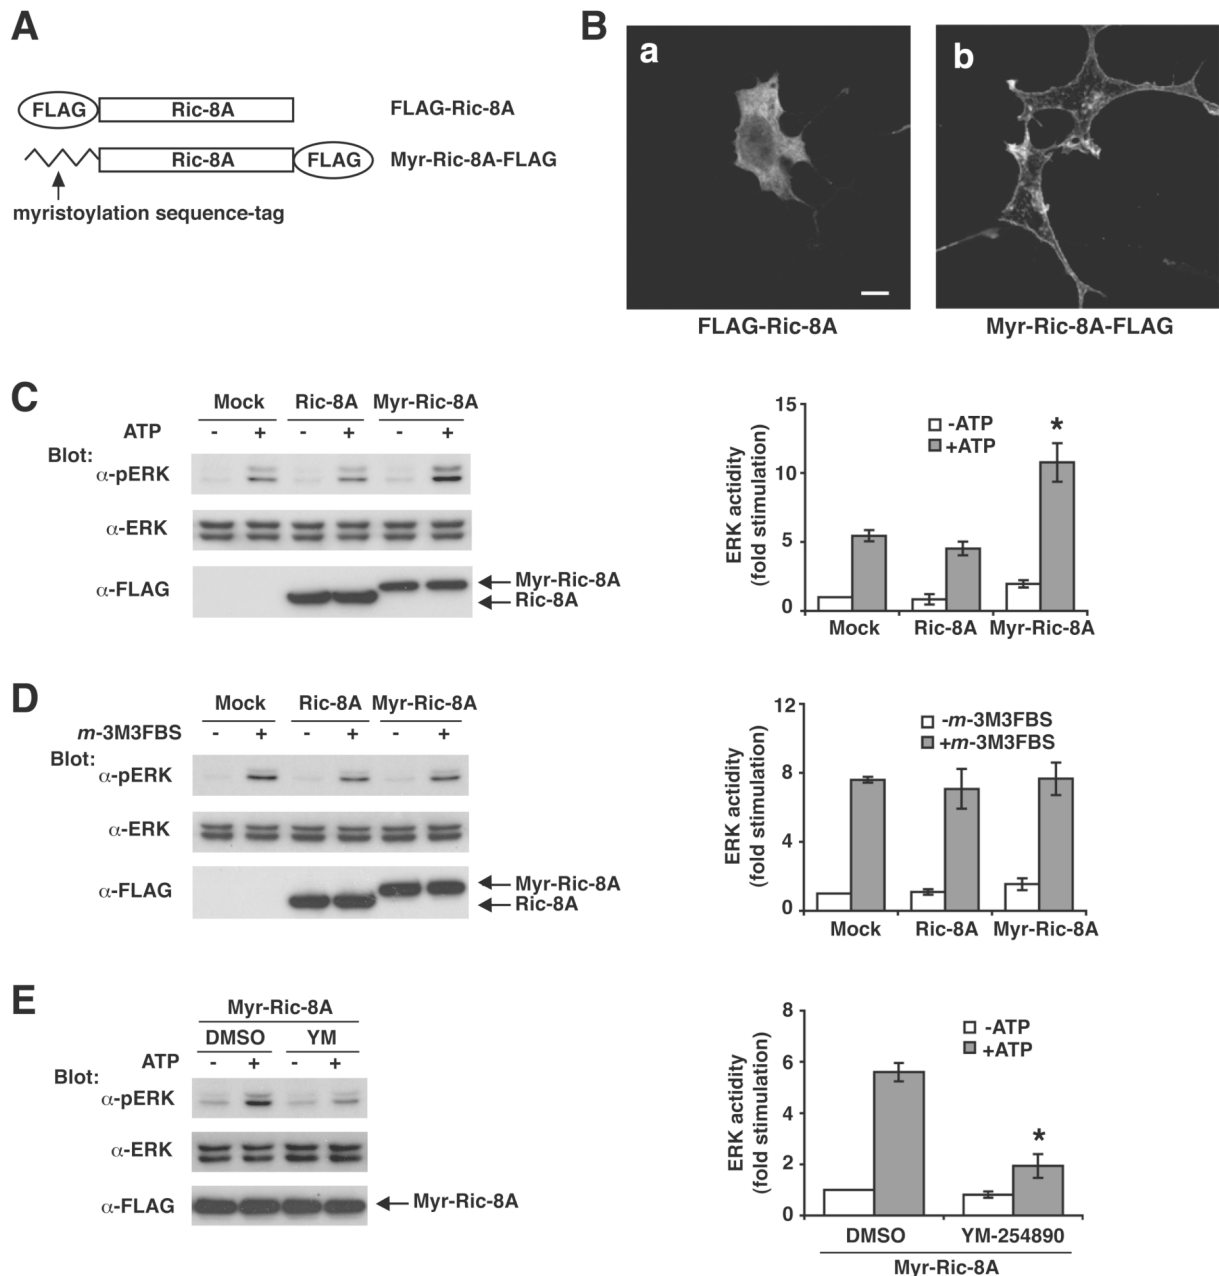 A
FLAG Ric-8A FLAG-Ric-8A
Ric-8A FLAG Myr-Ric-8A-FLAG
myristoylation sequence-tag
B
a b
FLAG-Ric-8A Myr-Ric-8A-FLAG
C
Mock Ric-8A Myr-Ric-8A
ATP - + - + - +
Blot:
α-pERK
α-ERK
α-FLAG
Myr-Ric-8A
Ric-8A
ERK actidity
(fold stimulation)
15
10
5
0
-ATP
+ATP
*
Mock Ric-8A Myr-Ric-8A
D
Mock Ric-8A Myr-Ric-8A
m-3M3FBS - + - + - +
Blot:
α-pERK
α-ERK
α-FLAG
Myr-Ric-8A
Ric-8A
ERK actidity
(fold stimulation)
12
8
4
0
-m-3M3FBS
+m-3M3FBS
Mock Ric-8A Myr-Ric-8A
E
Myr-Ric-8A
DMSO YM
ATP - + - +
Blot:
α-pERK
α-ERK
α-FLAG
Myr-Ric-8A
ERK actidity
(fold stimulation)
8
6
4
2
0
-ATP
+ATP
*
DMSO YM-254890
Myr-Ric-8A